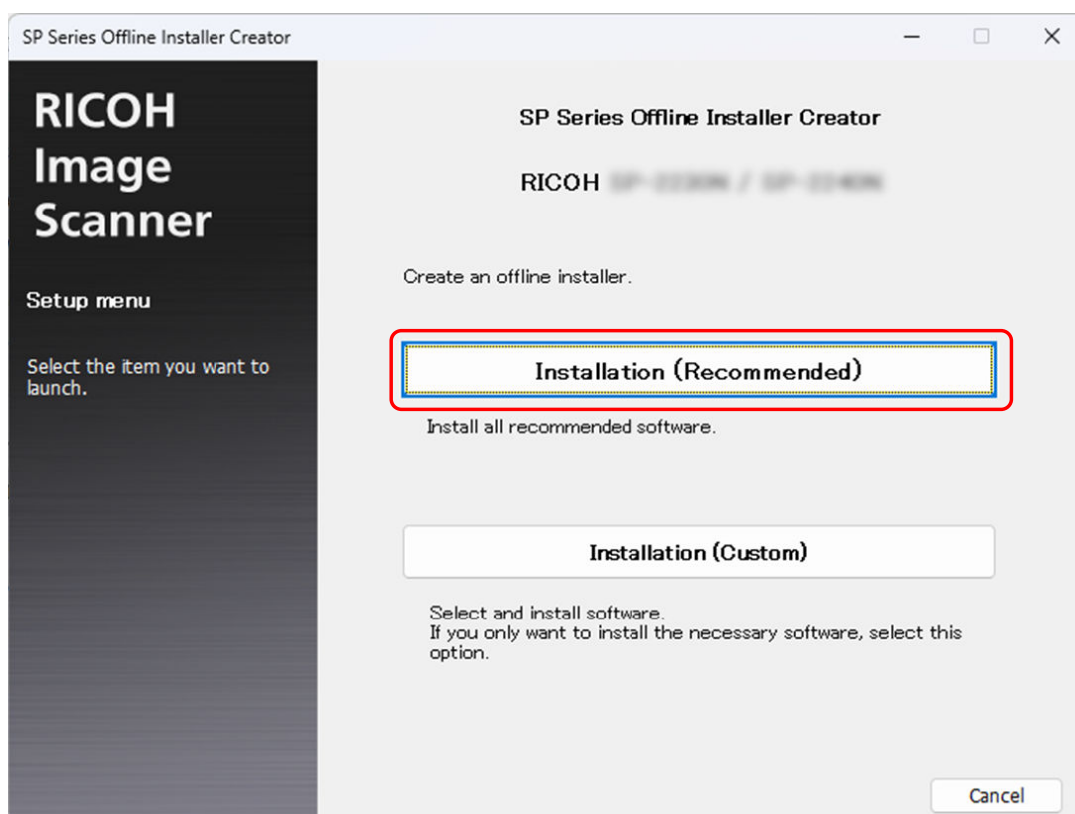 SP Series Offline Installer Creator
RICOH
Image
Scanner
Setup menu
Select the item you want to
launch.
SP Series Offline Installer Creator
RICOH
Create an offline installer.
Installation (Recommended)
Install all recommended software.
Installation (Custom)
Select and install software.
If you only want to install the necessary software, select this
option.
Cancel